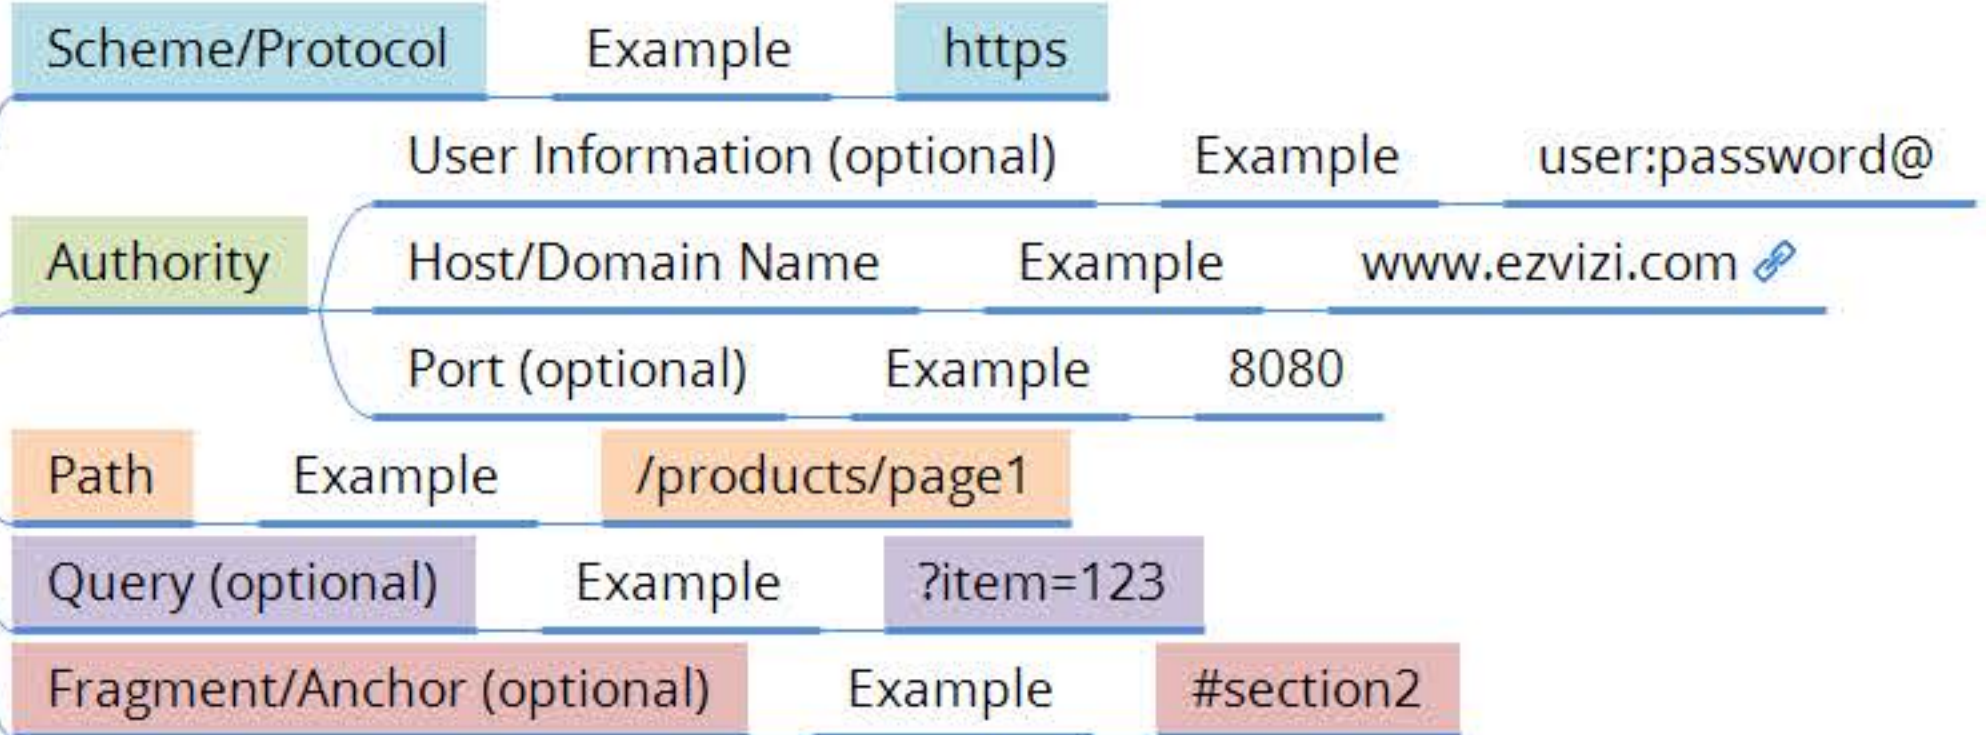 Scheme/Protocol Example https
User Information (optional) Example user:password@
Authority Host/Domain Name Example www.ezvizi.com
Port (optional) Example 8080
Path Example /products/page1
Query (optional) Example ?item=123
Fragment/Anchor (optional) Example #section2